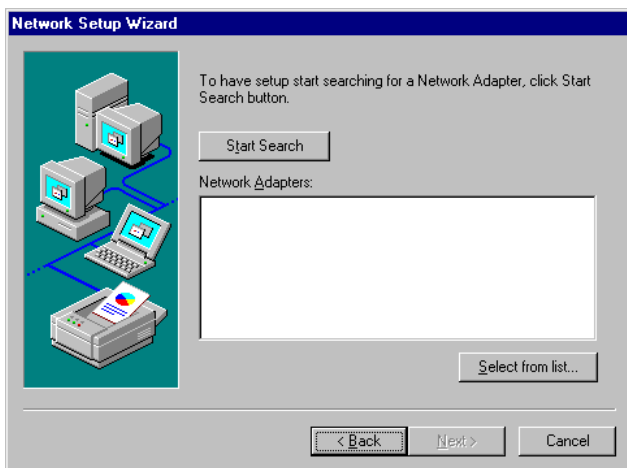 Network Setup Wizard
To have setup start searching for a Network Adapter, click Start
Search button.
Start Search
Network Adapters:
Select from list...
< Back
Next >
Cancel